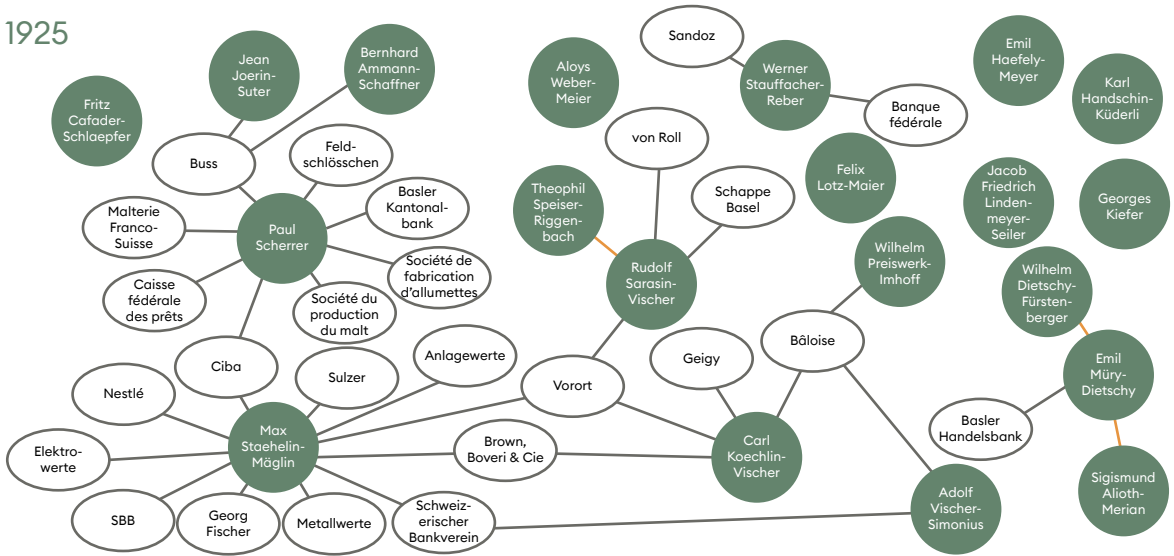 1925
Fritz
Cafader-
Schlaepfer
Jean
Joerin-
Suter
Bernhard
Ammann-
Schaffner
Aloys
Weber-
Meier
Sandoz
Werner
Stauffacher-
Reber
Banque
fédérale
Emil
Haefely-
Meyer
Karl
Handschin-
Küderli
Buss
Feld-
schlösschen
von Roll
Felix
Lotz-Maier
Malterie
Franco-
Suisse
Paul
Scherrer
Basler
Kantonal-
bank
Theophil
Speiser-
Riggen-
bach
Schappe
Basel
Jacob
Friedrich
Linden-
meyer-
Seiler
Georges
Kiefer
Caisse
fédérale
des prêts
Société du
production
du malt
Société de
fabrication
d'allumettes
Rudolf
Sarasin-
Vischer
Wilhelm
Preiswerk-
Imhoff
Wilhelm
Dietschy-
Fürsten-
berger
Ciba
Sulzer
Anlagewerte
Vorort
Geigy
Bâloise
Emil
Müry-
Dietschy
Nestlé
Max
Staehelin-
Mäglin
Brown,
Boveri & Cie
Carl
Koechlin-
Vischer
Basler
Handelsbank
Elektro-
werte
SBB
Georg
Fischer
Metallwerte
Schweiz-
erischer
Bankverein
Adolf
Vischer-
Simonius
Sigismund
Alioth-
Merian